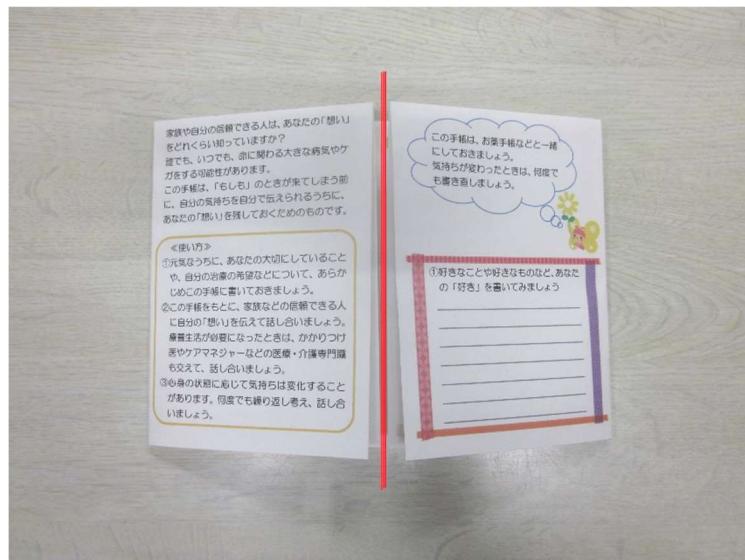 家族や自分の信頼できる人は、あなたの「想い」
をどれくらい知っていますか？
誰でも、いつでも、命に関わる大きな病気やケ
ガをする可能性があります。
この手帳は、「もしも」のときが来てしまう前
に、自分の気持ちを自分で伝えられるうちに、
あなたの「想い」を残しておくためのものです。
≪使い方≫
①元気なうちに、あなたの大切にしていること
や、自分の治療の希望などについて、あらか
じめこの手帳に書いておきましょう。
②この手帳をもとに、家族などの信頼できる人
に自分の「想い」を伝えて話し合いましょう。
療養生活が必要になったときは、かかりつけ
医やケアマネジャーなどの医療・介護専門職
も交えて、話し合いましょう。
③心身の状態に応じて気持ちは変化すること
があります。何度でも繰り返し考え、話し合
いましょう。
この手帳は、お薬手帳などと一緒
にしておきましょう。
気持ちが変わったときは、何度で
も書き直しましょう。
①好きなことや好きなものなど、あなた
の「好き」を書いてみましょう